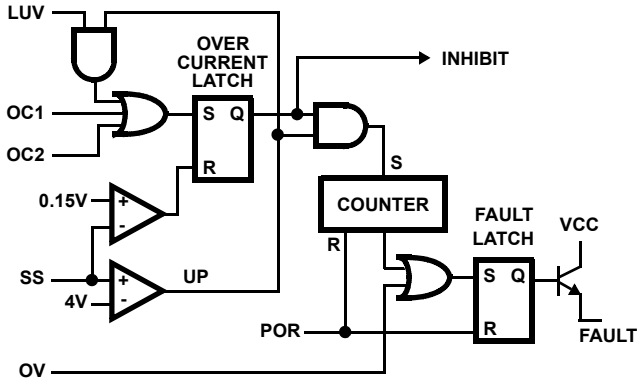 LUV
OVER
CURRENT
LATCH
INHIBIT
OC1
S Q
OC2
R
S
0.15V
+
-
COUNTER
FAULT
LATCH
VCC
R
SS
+
UP
4V
-
S Q
POR
R
FAULT
OV